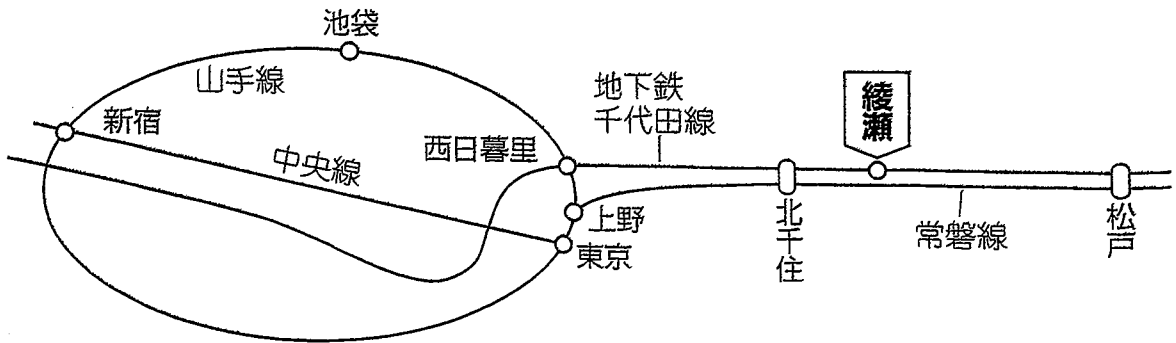 池袋
山手線
新宿
中央線
西日暮里
地下鉄
千代田線
綾瀬
上野
東京
北千住
常磐線
松戸